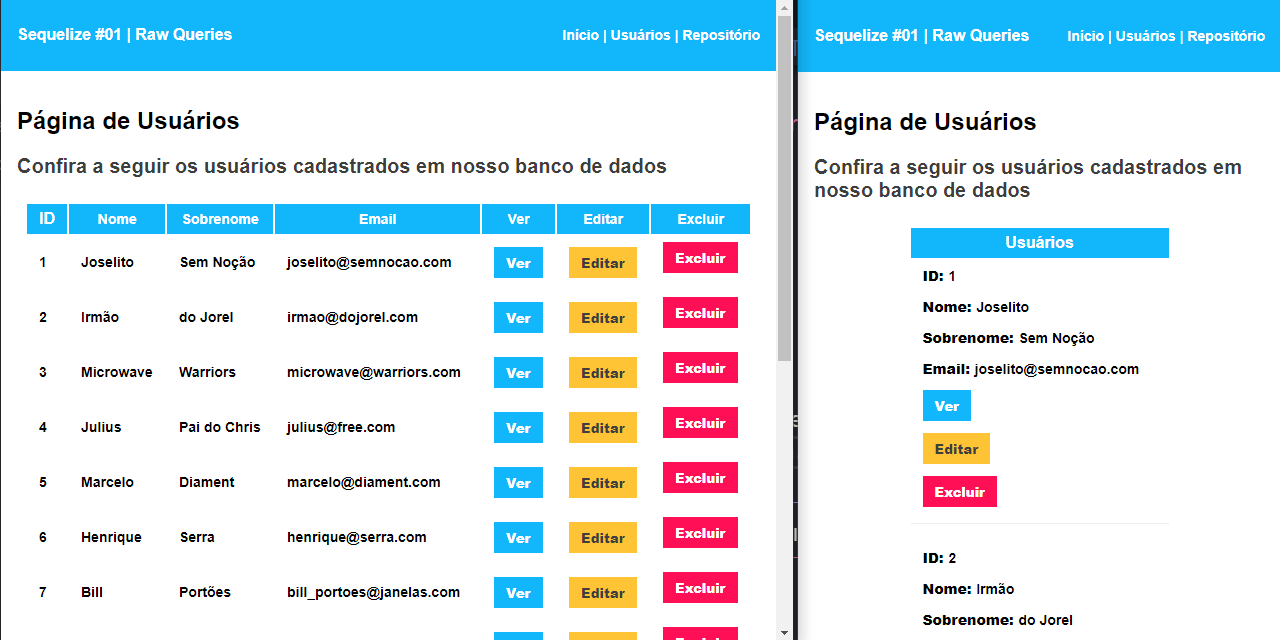 Sequelize #01 | Raw Queries
Início | Usuários | Repositório
Página de Usuários
Confira a seguir os usuários cadastrados em nosso banco de dados
ID Nome Sobrenome Email Ver Editar Excluir
1 Joselito Sem Noção joselito@semnocao.com Ver Editar Excluir
2 Irmão do Jorel irmao@dojorel.com Ver Editar Excluir
3 Microwave Warriors microwave@warriors.com Ver Editar Excluir
4 Julius Pai do Chris julius@free.com Ver Editar Excluir
5 Marcelo Diament marcelo@diament.com Ver Editar Excluir
6 Henrique Serra henrique@serra.com Ver Editar Excluir
7 Bill Portões bill_portoes@janelas.com Ver Editar Excluir
Sequelize #01 | Raw Queries
Início | Usuários | Repositório
Página de Usuários
Confira a seguir os usuários cadastrados em
nosso banco de dados
Usuários
ID: 1
Nome: Joselito
Sobrenome: Sem Noção
Email: joselito@semnocao.com
Ver
Editar
Excluir
ID: 2
Nome: Irmão
Sobrenome: do Jorel